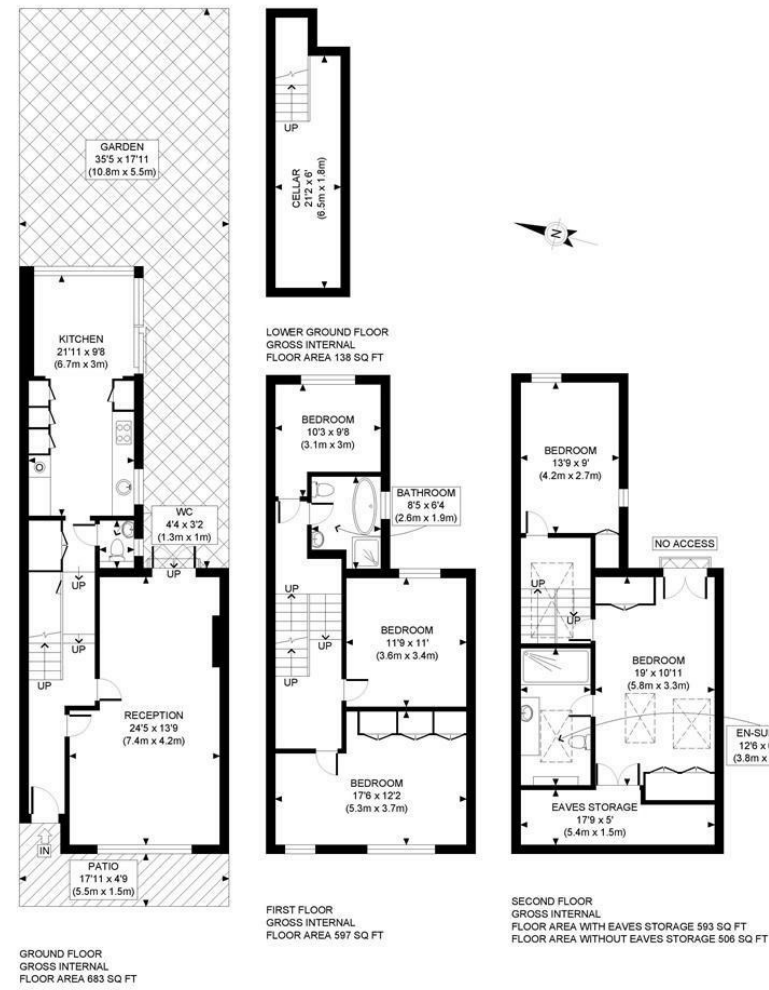 GARDEN
35'5 x 17'11
(10.8m x 5.5m)
KITCHEN
21'11 x 9'8
(6.7m x 3m)
WC
4'4 x 3'2
(1.3m x 1m)
UP
UP
UP
UP
RECEPTION
24'5 x 13'9
(7.4m x 4.2m)
IN
PATIO
17'11 x 4'9
(5.5m x 1.5m)
GROUND FLOOR
GROSS INTERNAL
FLOOR AREA 683 SQ FT
UP
CELLAR
21'2 x 6'
(6.5m x 1.8m)
LOWER GROUND FLOOR
GROSS INTERNAL
FLOOR AREA 138 SQ FT
N
BEDROOM
10'3 x 9'8
(3.1m x 3m)
BATHROOM
8'5 x 6'4
(2.6m x 1.9m)
UP
UP
UP
BEDROOM
11'9 x 11'
(3.6m x 3.4m)
BEDROOM
17'6 x 12'2
(5.3m x 3.7m)
FIRST FLOOR
GROSS INTERNAL
FLOOR AREA 597 SQ FT
BEDROOM
13'9 x 9'
(4.2m x 2.7m)
NO ACCESS
UP
UP
BEDROOM
19' x 10'11
(5.8m x 3.3m)
EN-SU
12'6 x
(3.8m x
EAVES STORAGE
17'9 x 5'
(5.4m x 1.5m)
SECOND FLOOR
GROSS INTERNAL
FLOOR AREA WITH EAVES STORAGE 593 SQ FT
FLOOR AREA WITHOUT EAVES STORAGE 506 SQ FT